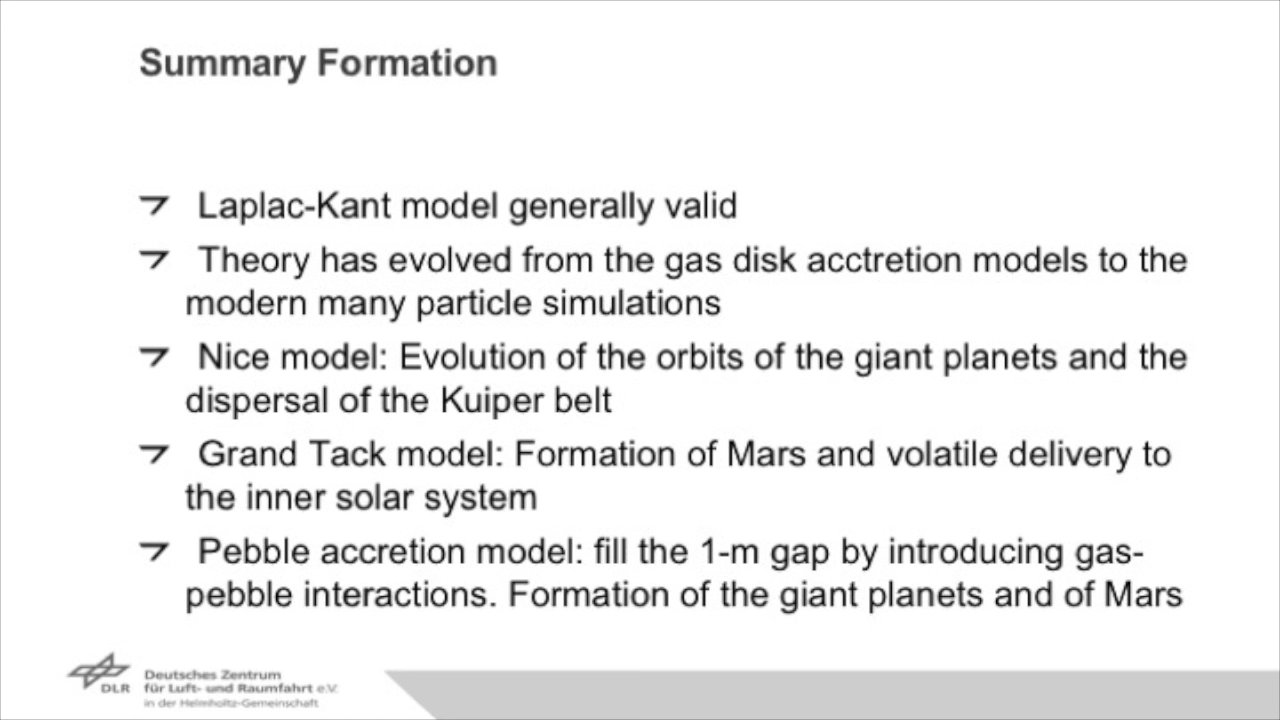 Summary Formation
Laplac-Kant model generally valid
Theory has evolved from the gas disk acctretion models to the
modern many particle simulations
Nice model: Evolution of the orbits of the giant planets and the
dispersal of the Kuiper belt
Grand Tack model: Formation of Mars and volatile delivery to
the inner solar system
Pebble accretion model: fill the 1-m gap by introducing gas-
pebble interactions. Formation of the giant planets and of Mars
DLR
Deutsches Zentrum
für Luft- und Raumfahrt e.V.
in der Helmholtz-Gemeinschaft